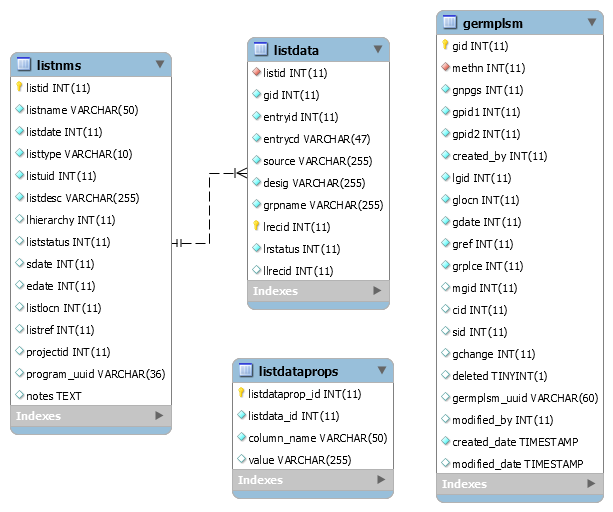 listnms
listid INT(11)
listname VARCHAR(50)
listdate INT(11)
listtype VARCHAR(10)
listuid INT(11)
listdesc VARCHAR(255)
lhierarchy INT(11)
liststatus INT(11)
sdate INT(11)
edate INT(11)
listlocn INT(11)
listref INT(11)
projectid INT(11)
program_uuid VARCHAR(36)
notes TEXT
Indexes
listdata
listid INT(11)
gid INT(11)
entryid INT(11)
entrycd VARCHAR(47)
source VARCHAR(255)
desig VARCHAR(255)
grpname VARCHAR(255)
lrecid INT(11)
lrstatus INT(11)
llrecid INT(11)
Indexes
listdataprops
listdataprop_id INT(11)
listdata_id INT(11)
column_name VARCHAR(50)
value VARCHAR(255)
Indexes
germplsm
gid INT(11)
methn INT(11)
gnpgs INT(11)
gpid1 INT(11)
gpid2 INT(11)
created_by INT(11)
lgid INT(11)
glocn INT(11)
gdate INT(11)
gref INT(11)
grplce INT(11)
mgid INT(11)
cid INT(11)
sid INT(11)
gchange INT(11)
deleted TINYINT(1)
germplsm_uuid VARCHAR(60)
modified_by INT(11)
created_date TIMESTAMP
modified_date TIMESTAMP
Indexes